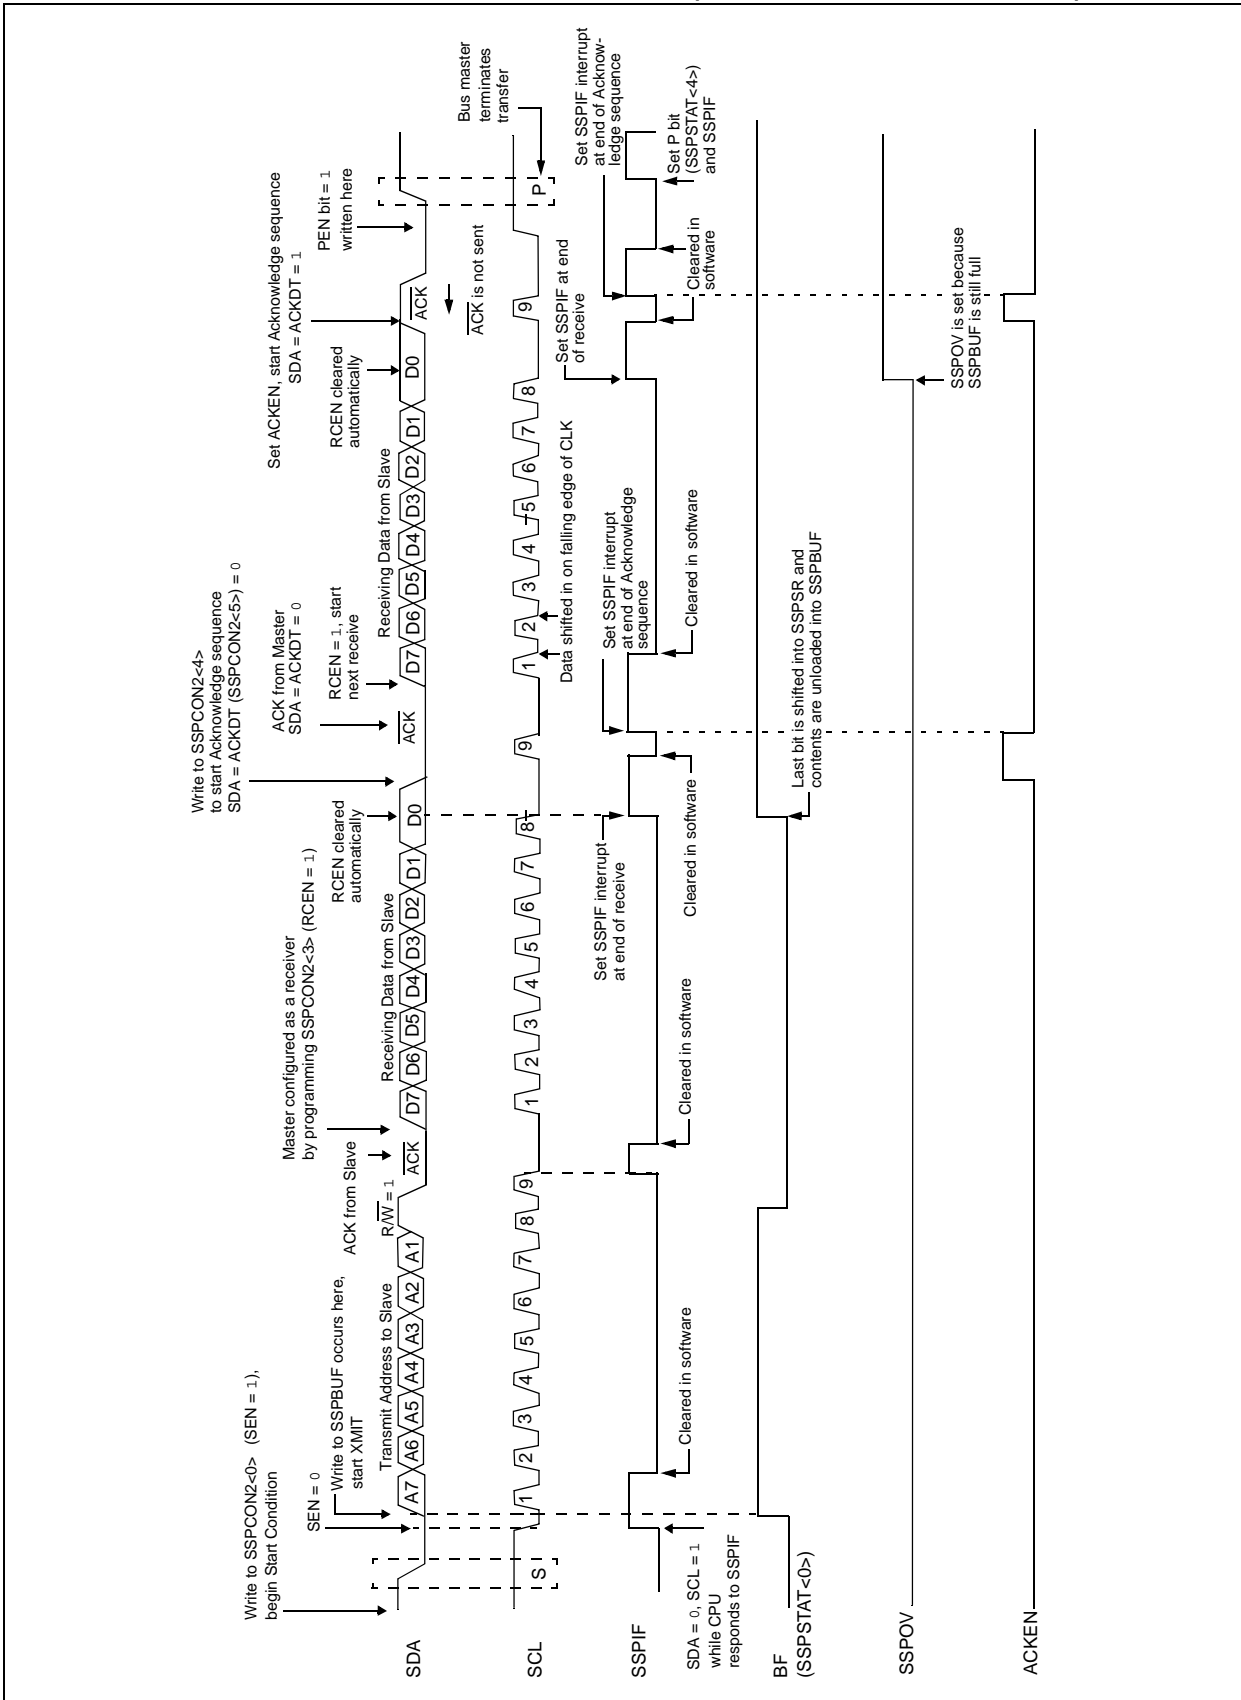 Write to SSPCON2<0> (SEN = 1),
begin Start Condition
SEN = 0
Write to SSPBUF occurs here,
start XMIT
Transmit Address to Slave
R/W = 1
ACK from Slave
Master configured as a receiver
by programming SSPCON2<3> (RCEN = 1)
Receiving Data from Slave
RCEN cleared
automatically
Write to SSPCON2<4>
to start Acknowledge sequence
SDA = ACKDT (SSPCON2<5>) = 0
ACK from Master
SDA = ACKDT = 0
RCEN = 1, start
next receive
Receiving Data from Slave
RCEN cleared
automatically
Set ACKEN, start Acknowledge sequence
SDA = ACKDT = 1
PEN bit = 1
written here
Bus master
terminates
transfer
SDA
A7 A6 A5 A4 A3 A2 A1
ACK
D7 D6 D5 D4 D3 D2 D1 D0
ACK
D7 D6 D5 D4 D3 D2 D1 D0
ACK
ACK is not sent
SCL
S
1 2 3 4 5 6 7 8 9
1 2 3 4 5 6 7 8
9
1 2 3 4 5 6 7 8
9
P
Data shifted in on falling edge of CLK
SSPIF
SDA = 0, SCL = 1
while CPU
responds to SSPIF
Cleared in software
Cleared in software
Set SSPIF interrupt
at end of receive
Cleared in software
Set SSPIF interrupt
at end of Acknowledge
sequence
Cleared in software
Set SSPIF at end
of receive
Cleared in
software
Set SSPIF interrupt
at end of Acknow-
ledge sequence
Set P bit
(SSPSTAT<4>)
and SSPIF
BF
(SSPSTAT<0>)
Last bit is shifted into SSPSR and
contents are unloaded into SSPBUF
SSPOV
SSPOV is set because
SSPBUF is still full
ACKEN